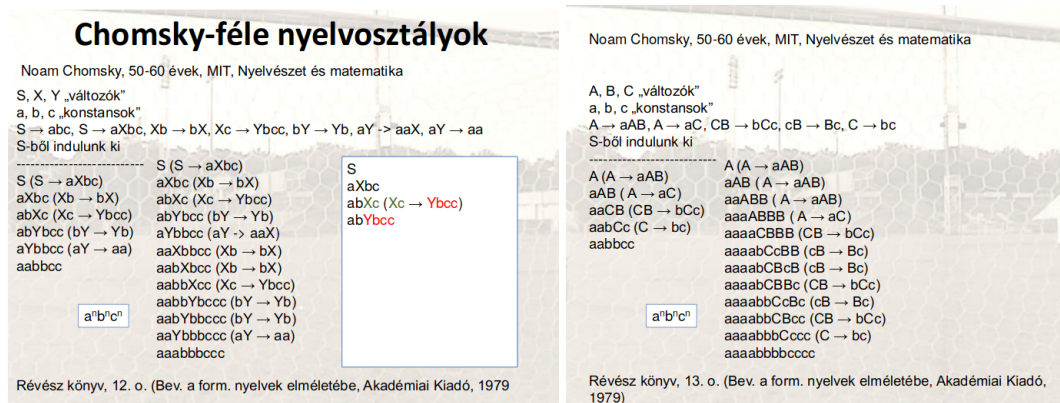 Chomsky-féle nyelvosztályok
Noam Chomsky, 50-60 évek, MIT, Nyelvészet és matematika
S, X, Y „változók”
a, b, c „konstansok”
S → abc, S → aXbc, Xb → bX, Xc → Ybcc, bY → Yb, aY -> aaX, aY → aa
S-ből indulunk ki
------------------------
S (S → aXbc)
aXbc (Xb → bX)
abXc (Xc → Ybcc)
abYbcc (bY → Yb)
aYbbcc (aY → aa)
aabbcc
aⁿbⁿcⁿ
S (S → aXbc)
aXbc (Xb → bX)
abXc (Xc → Ybcc)
abYbcc (bY → Yb)
aYbbcc (aY -> aaX)
aaXbbcc (Xb → bX)
aabXbcc (Xb → bX)
aabbXcc (Xc → Ybcc)
aabbYbccc (bY → Yb)
aabYbbccc (bY → Yb)
aaYbbbccc (aY → aa)
aaabbbccc
S
aXbc
abXc (Xc → Ybcc)
abYbcc
Révész könyv, 12. o. (Bev. a form. nyelvek elméletébe, Akadémiai Kiadó, 1979
Noam Chomsky, 50-60 évek, MIT, Nyelvészet és matematika
A, B, C „változók”
a, b, c „konstansok”
A → aAB, A → aC, CB → bCc, cB → Bc, C → bc
S-ből indulunk ki
------------------------
A (A → aAB)
aAB ( A → aC)
aaCB (CB → bCc)
aabCc (C → bc)
aabbcc
aⁿbⁿcⁿ
A (A → aAB)
aAB ( A → aAB)
aaABB ( A → aAB)
aaaABBB ( A → aC)
aaaaCBBB (CB → bCc)
aaaabCcBB (cB → Bc)
aaaabCBcB (cB → Bc)
aaaabCBBc (CB → bCc)
aaaabbCcBc (cB → Bc)
aaaabbCBcc (CB → bCc)
aaaabbbCccc (C → bc)
aaaabbbbcccc
Révész könyv, 13. o. (Bev. a form. nyelvek elméletébe, Akadémiai Kiadó,
1979)